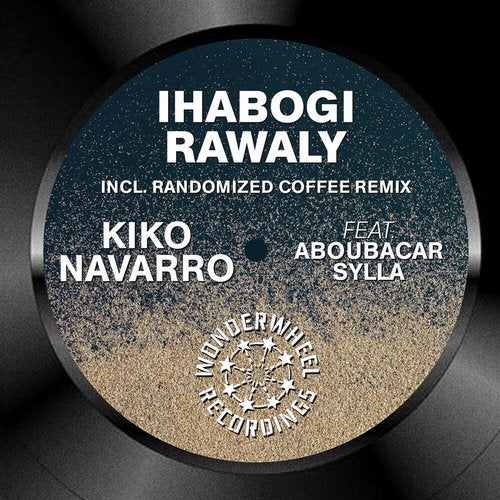 IHABOGI
RAWALY
INCL. RANDOMIZED COFFEE REMIX
KIKO
NAVARRO
FEAT.
ABOUBACAR
SYLLA
WONDERWHEEL
RECORDINGS